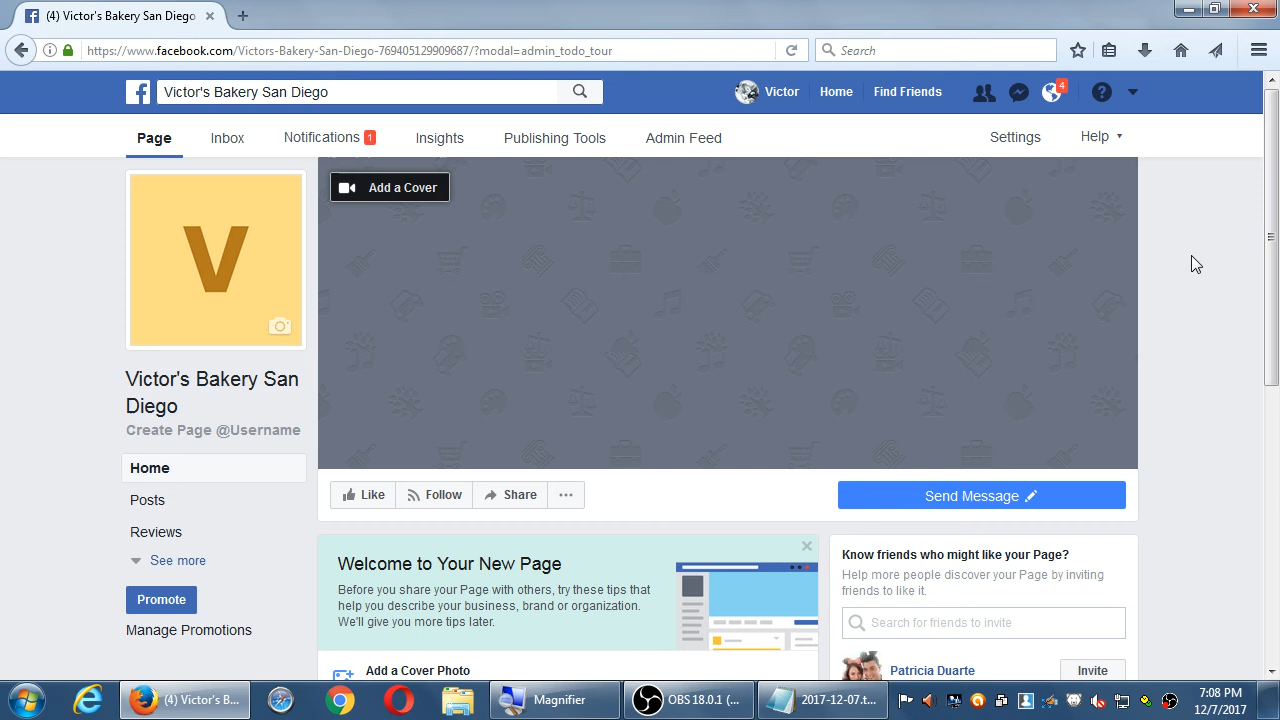 (4) Victor's Bakery San Diego
https://www.facebook.com/Victors-Bakery-San-Diego-769405129909687/?modal=admin_todo_tour
Search
Victor's Bakery San Diego
Victor
Home
Find Friends
4
Page
Inbox
Notifications 1
Insights
Publishing Tools
Admin Feed
Settings
Help
V
Add a Cover
Victor's Bakery San
Diego
Create Page @Username
Home
Posts
Reviews
See more
Promote
Manage Promotions
Like
Follow
Share
Send Message
Welcome to Your New Page
Before you share your Page with others, try these tips that
help you describe your business, brand or organization.
We'll give you more tips later.
Add a Cover Photo
Know friends who might like your Page?
Help more people discover your Page by inviting
friends to like it.
Search for friends to invite
Patricia Duarte
Invite
(4) Victor's B...
Magnifier
OBS 18.0.1 (...
2017-12-07.t...
7:08 PM
12/7/2017